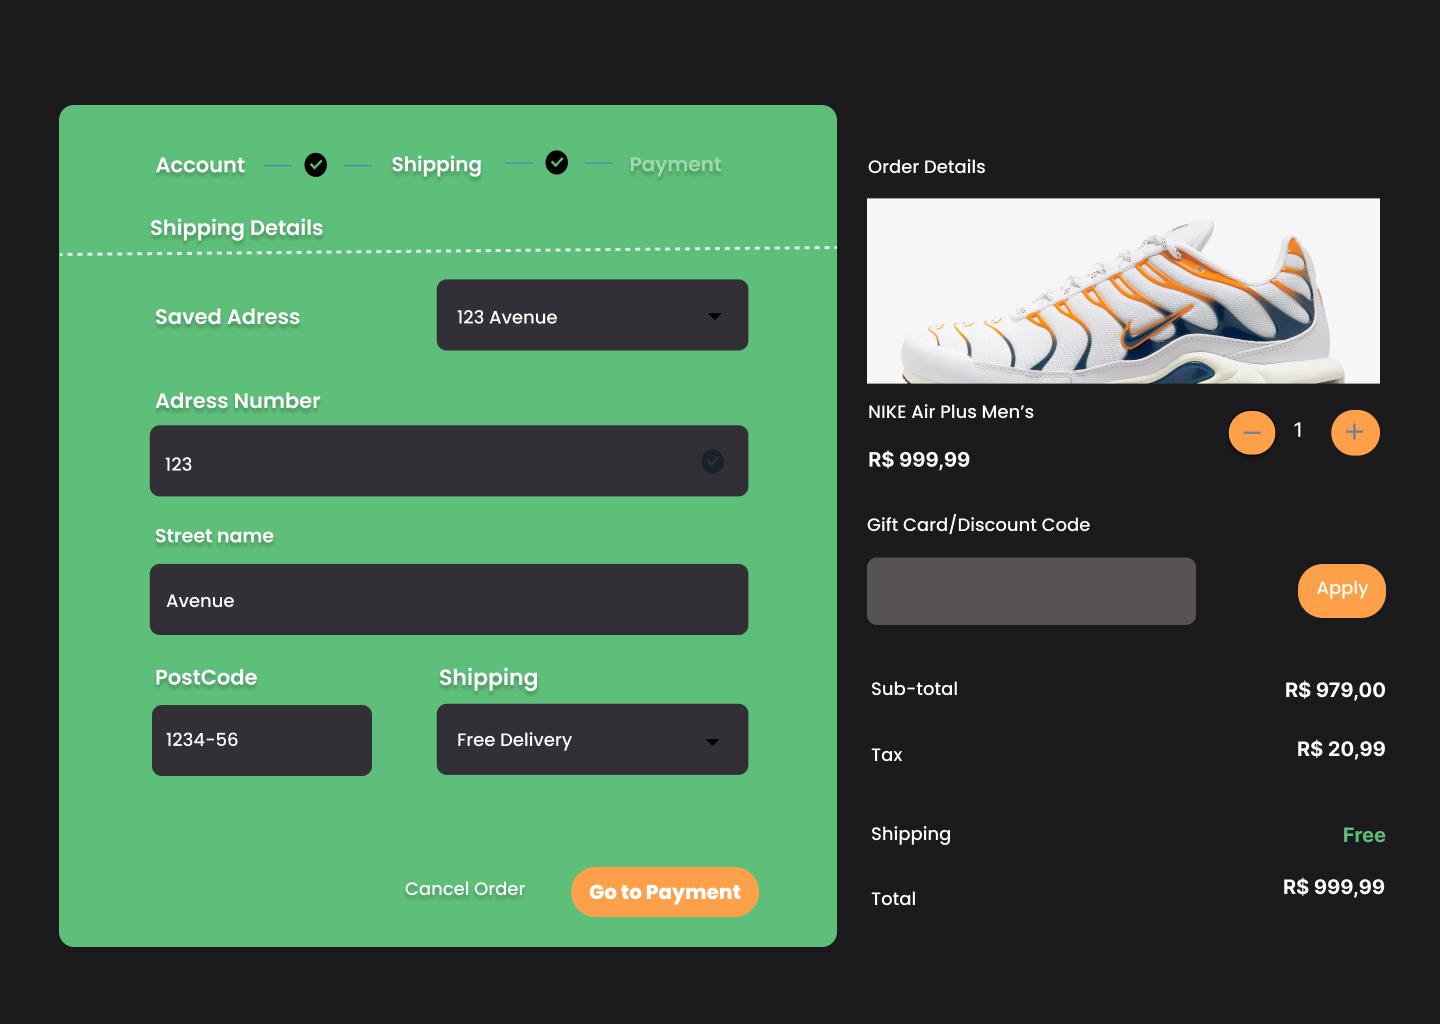 Account
Shipping
Payment
Shipping Details
Saved Adress
123 Avenue
Adress Number
123
Street name
Avenue
PostCode
Shipping
1234-56
Free Delivery
Cancel Order
Go to Payment
Order Details
NIKE Air Plus Men’s
1
R$ 999,99
Gift Card/Discount Code
Apply
Sub-total
R$ 979,00
Tax
R$ 20,99
Shipping
Free
Total
R$ 999,99